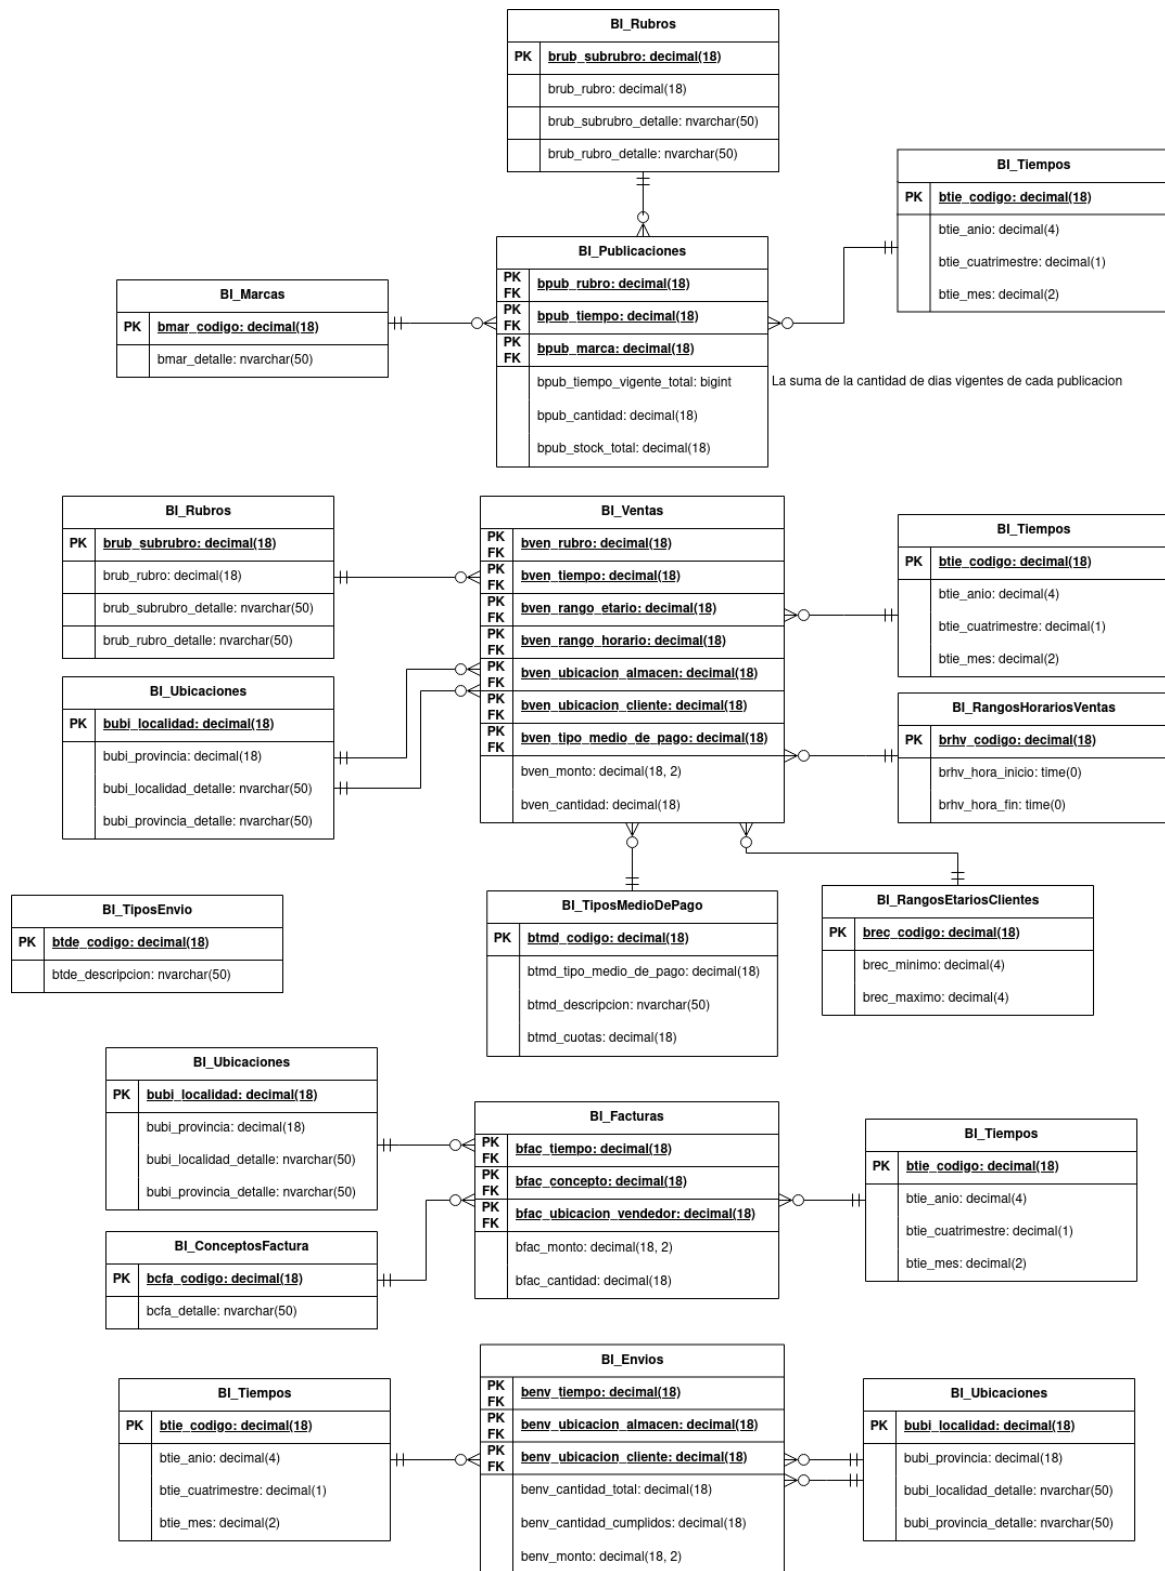 BI_Rubros
PK brub_subrubro: decimal(18)
brub_rubro: decimal(18)
brub_subrubro_detalle: nvarchar(50)
brub_rubro_detalle: nvarchar(50)
BI_Tiempos
PK btie_codigo: decimal(18)
btie_anio: decimal(4)
btie_cuatrimestre: decimal(1)
btie_mes: decimal(2)
BI_Publicaciones
PK FK bpub_rubro: decimal(18)
PK FK bpub_tiempo: decimal(18)
PK FK bpub_marca: decimal(18)
bpub_tiempo_vigente_total: bigint
bpub_cantidad: decimal(18)
bpub_stock_total: decimal(18)
La suma de la cantidad de dias vigentes de cada publicacion
BI_Marcas
PK bmar_codigo: decimal(18)
bmar_detalle: nvarchar(50)
BI_Rubros
PK brub_subrubro: decimal(18)
brub_rubro: decimal(18)
brub_subrubro_detalle: nvarchar(50)
brub_rubro_detalle: nvarchar(50)
BI_Ventas
PK FK bven_rubro: decimal(18)
PK FK bven_tiempo: decimal(18)
PK FK bven_rango_etario: decimal(18)
PK FK bven_rango_horario: decimal(18)
PK FK bven_ubicacion_almacen: decimal(18)
PK FK bven_ubicacion_cliente: decimal(18)
PK FK bven_tipo_medio_de_pago: decimal(18)
bven_monto: decimal(18, 2)
bven_cantidad: decimal(18)
BI_Tiempos
PK btie_codigo: decimal(18)
btie_anio: decimal(4)
btie_cuatrimestre: decimal(1)
btie_mes: decimal(2)
BI_Ubicaciones
PK bubi_localidad: decimal(18)
bubi_provincia: decimal(18)
bubi_localidad_detalle: nvarchar(50)
bubi_provincia_detalle: nvarchar(50)
BI_RangosHorariosVentas
PK brhv_codigo: decimal(18)
brhv_hora_inicio: time(0)
brhv_hora_fin: time(0)
BI_TiposEnvio
PK btde_codigo: decimal(18)
btde_descripcion: nvarchar(50)
BI_TiposMedioDePago
PK btmd_codigo: decimal(18)
btmd_tipo_medio_de_pago: decimal(18)
btmd_descripcion: nvarchar(50)
btmd_cuotas: decimal(18)
BI_RangosEtariosClientes
PK brec_codigo: decimal(18)
brec_minimo: decimal(4)
brec_maximo: decimal(4)
BI_Ubicaciones
PK bubi_localidad: decimal(18)
bubi_provincia: decimal(18)
bubi_localidad_detalle: nvarchar(50)
bubi_provincia_detalle: nvarchar(50)
BI_Facturas
PK FK bfac_tiempo: decimal(18)
PK FK bfac_concepto: decimal(18)
PK FK bfac_ubicacion_vendedor: decimal(18)
bfac_monto: decimal(18, 2)
bfac_cantidad: decimal(18)
BI_Tiempos
PK btie_codigo: decimal(18)
btie_anio: decimal(4)
btie_cuatrimestre: decimal(1)
btie_mes: decimal(2)
BI_ConceptosFactura
PK bcfa_codigo: decimal(18)
bcfa_detalle: nvarchar(50)
BI_Tiempos
PK btie_codigo: decimal(18)
btie_anio: decimal(4)
btie_cuatrimestre: decimal(1)
btie_mes: decimal(2)
BI_Envios
PK FK benv_tiempo: decimal(18)
PK FK benv_ubicacion_almacen: decimal(18)
PK FK benv_ubicacion_cliente: decimal(18)
benv_cantidad_total: decimal(18)
benv_cantidad_cumplidos: decimal(18)
benv_monto: decimal(18, 2)
BI_Ubicaciones
PK bubi_localidad: decimal(18)
bubi_provincia: decimal(18)
bubi_localidad_detalle: nvarchar(50)
bubi_provincia_detalle: nvarchar(50)